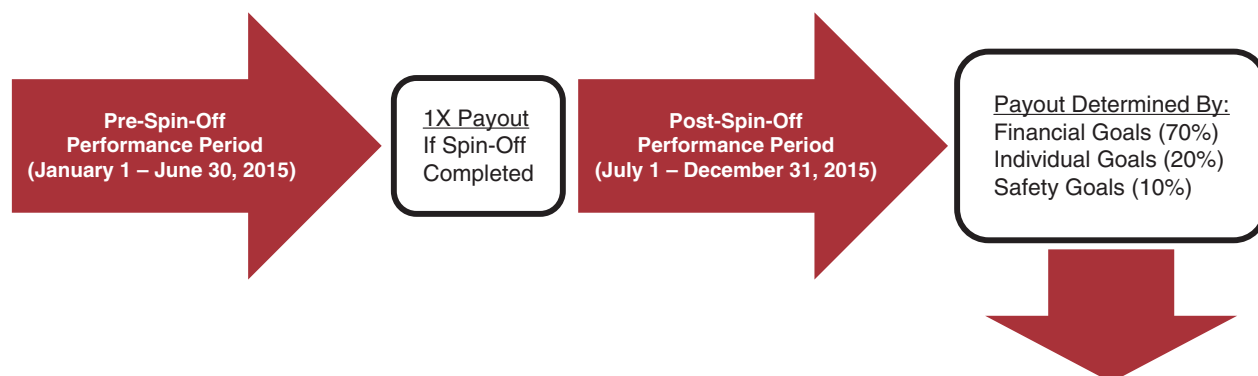 Pre-Spin-Off
Performance Period
(January 1 – June 30, 2015)
1X Payout
If Spin-Off
Completed
Post-Spin-Off
Performance Period
(July 1 – December 31, 2015)
Payout Determined By:
Financial Goals (70%)
Individual Goals (20%)
Safety Goals (10%)